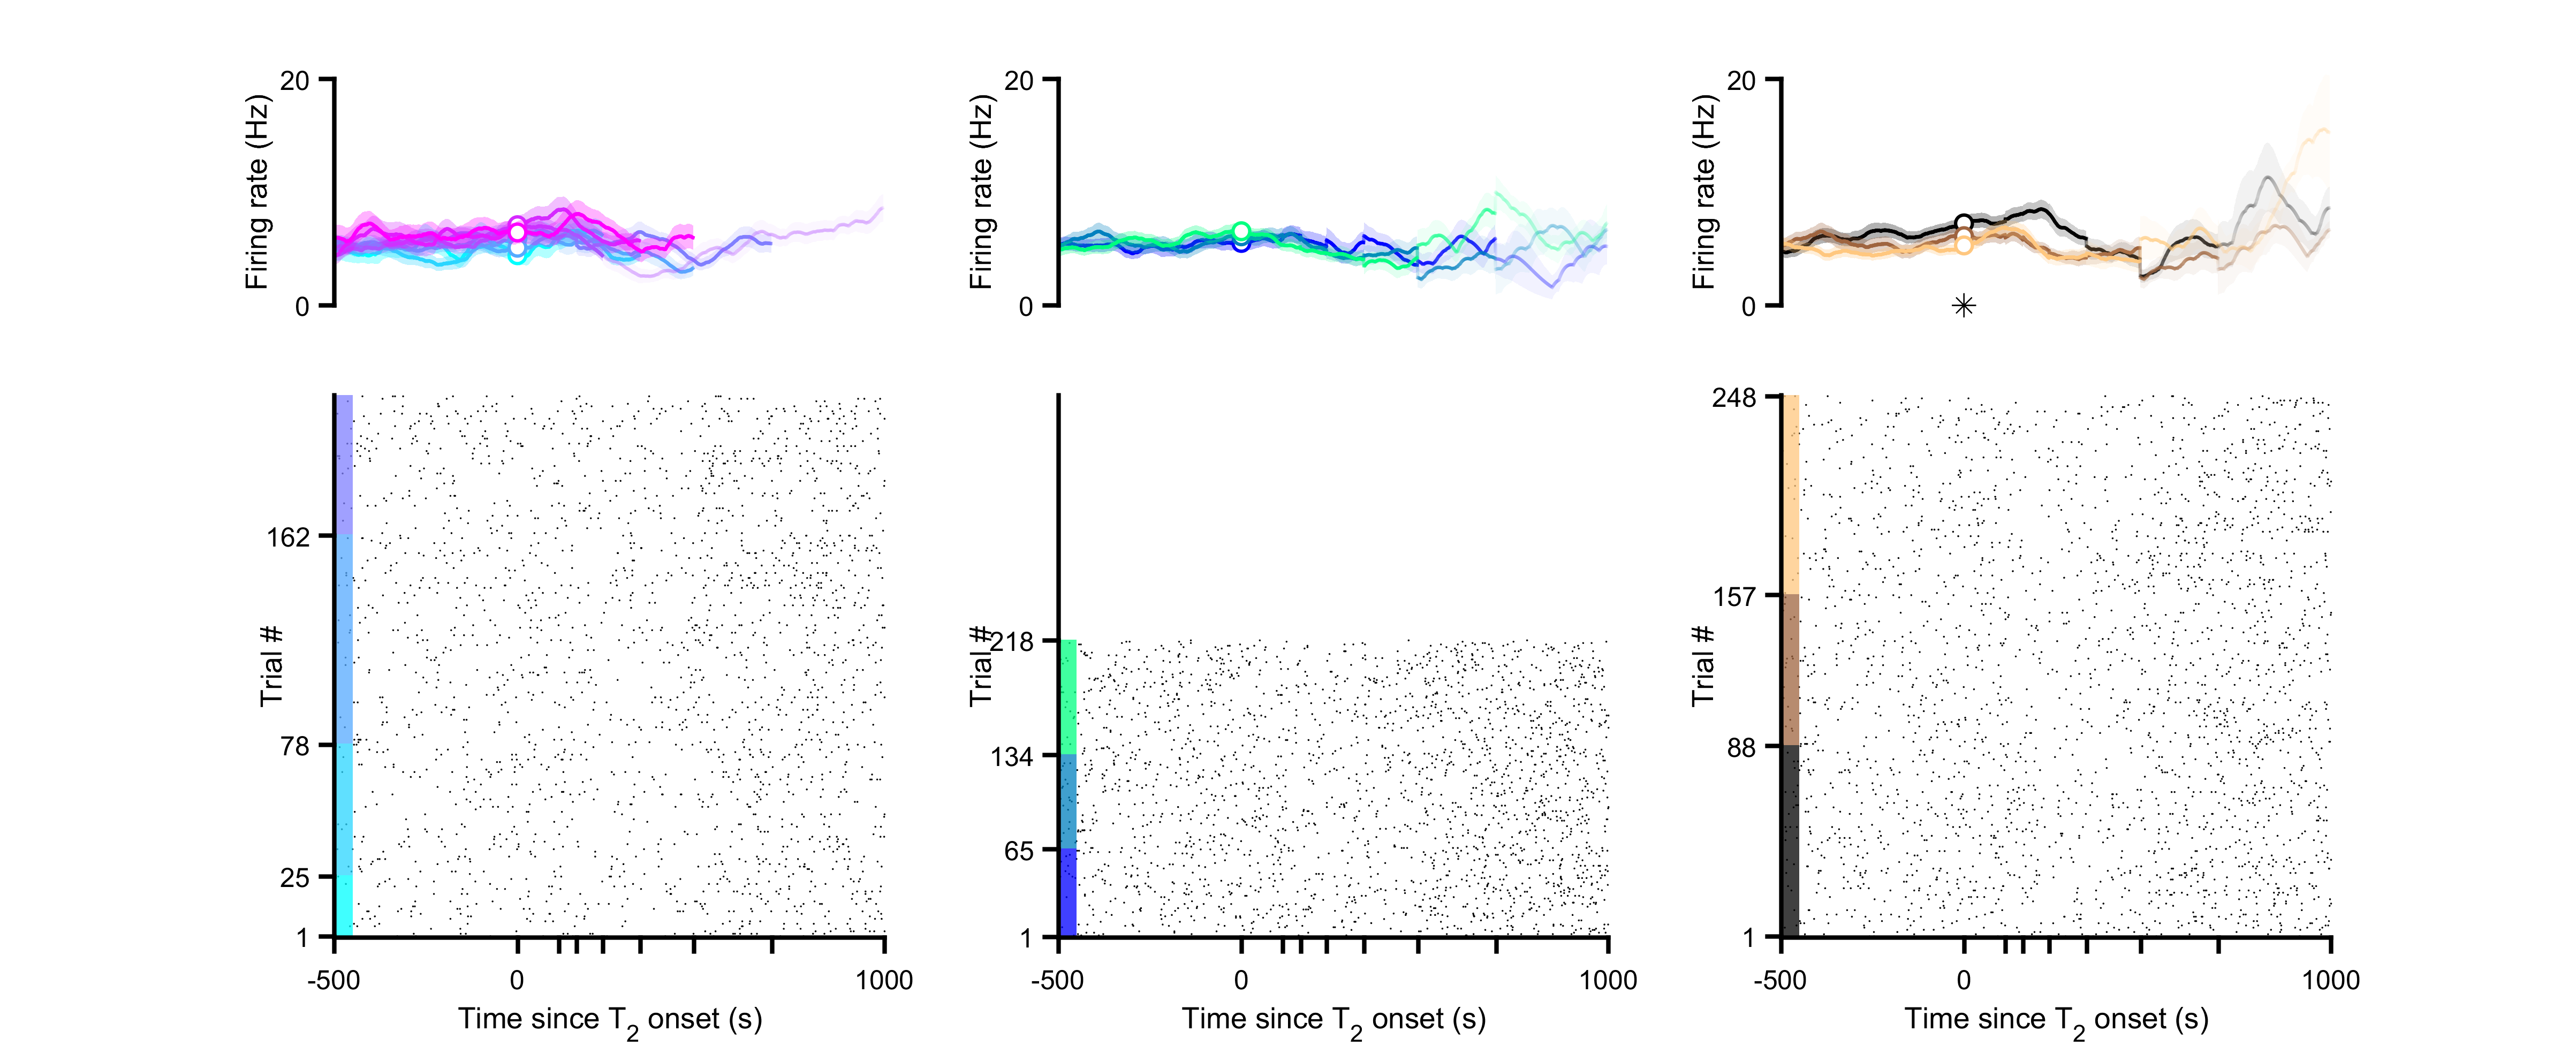 20
Firing rate (Hz)
0
20
Firing rate (Hz)
0
20
Firing rate (Hz)
0
162
78
25
1
Trial #
-500 0 1000
Time since T2 onset (s)
218
134
65
1
Trial #
-500 0 1000
Time since T2 onset (s)
248
157
88
1
Trial #
-500 0 1000
Time since T2 onset (s)